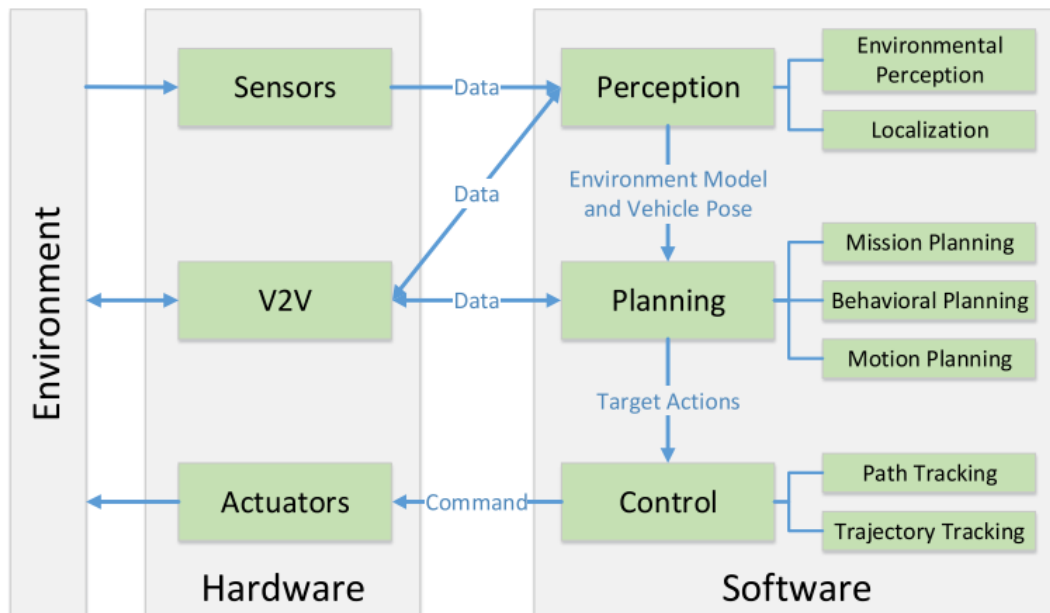 Environment
Sensors
Data
Perception
Environmental
Perception
Localization
Data
Environment Model
and Vehicle Pose
V2V
Data
Planning
Mission Planning
Behavioral Planning
Motion Planning
Target Actions
Actuators
Command
Control
Path Tracking
Trajectory Tracking
Hardware
Software